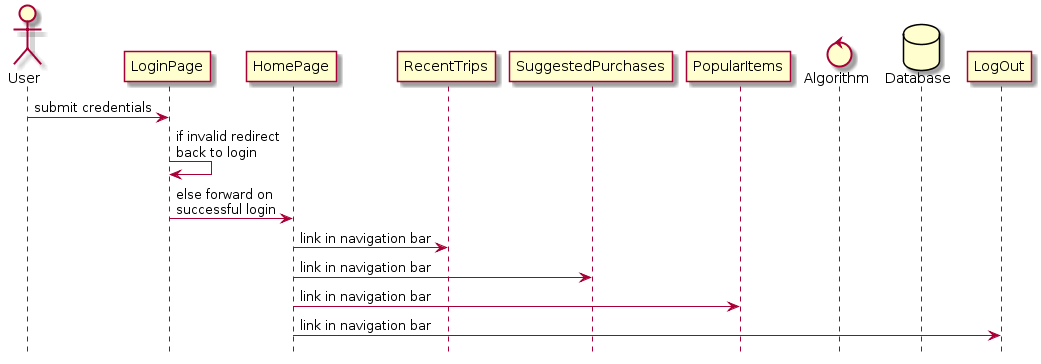 User
LoginPage
HomePage
RecentTrips
SuggestedPurchases
PopularItems
Algorithm
Database
LogOut
submit credentials
if invalid redirect
back to login
else forward on
successful login
link in navigation bar
link in navigation bar
link in navigation bar
link in navigation bar